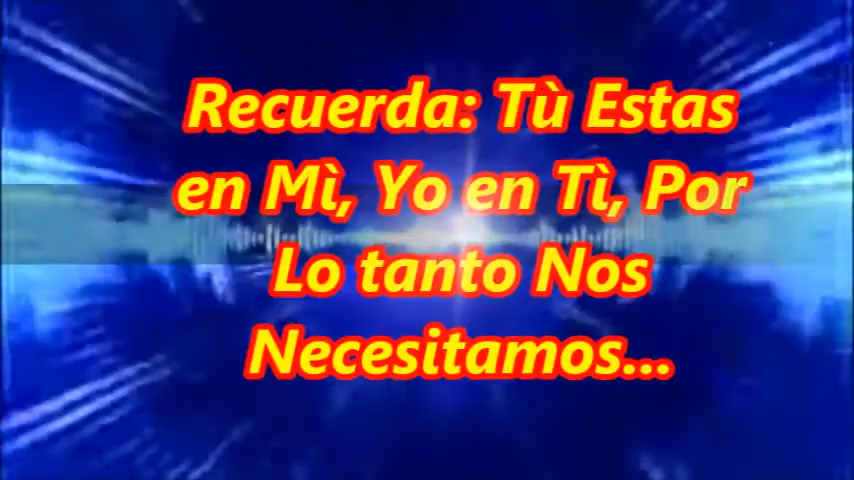 Recuerda: Tù Estas
en Mì, Yo en Tì, Por
Lo tanto Nos
Necesitamos...